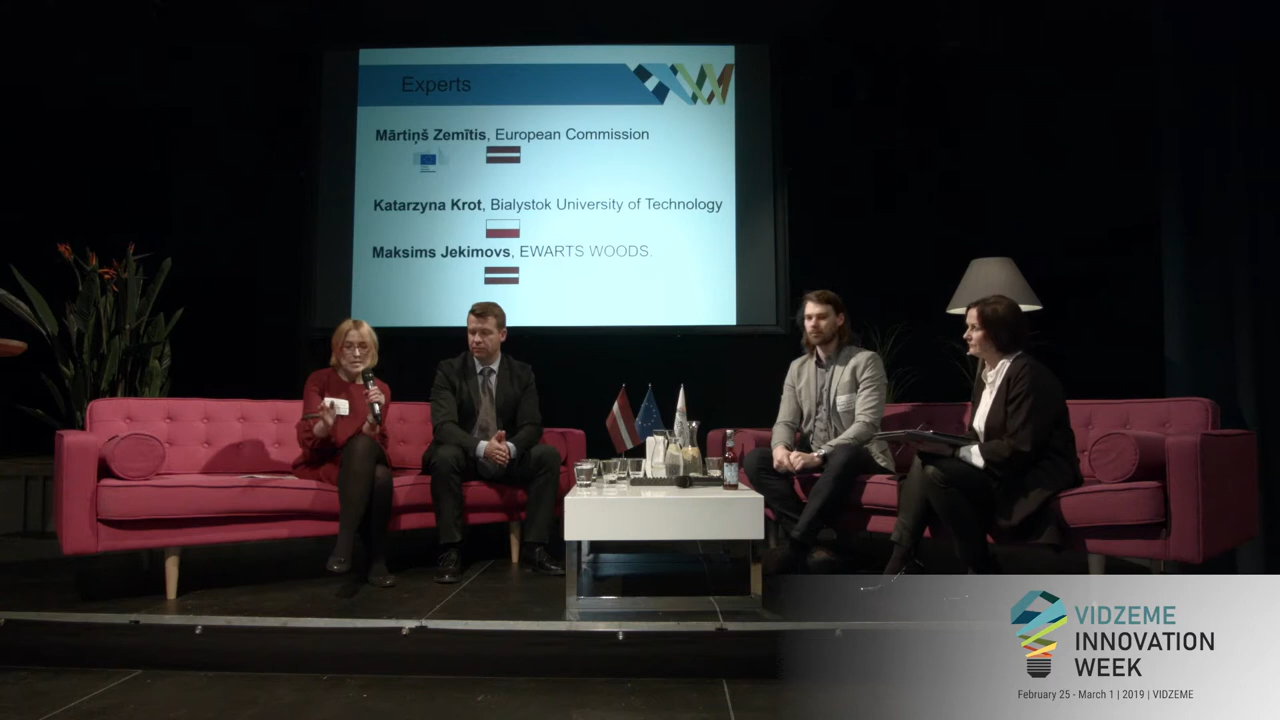 Experts
Mārtiņš Zemītis, European Commission
Katarzyna Krot, Bialystok University of Technology
Maksims Jekimovs, EWARTS WOODS.
VIDZEME
INNOVATION
WEEK
February 25 - March 1 | 2019 | VIDZEME